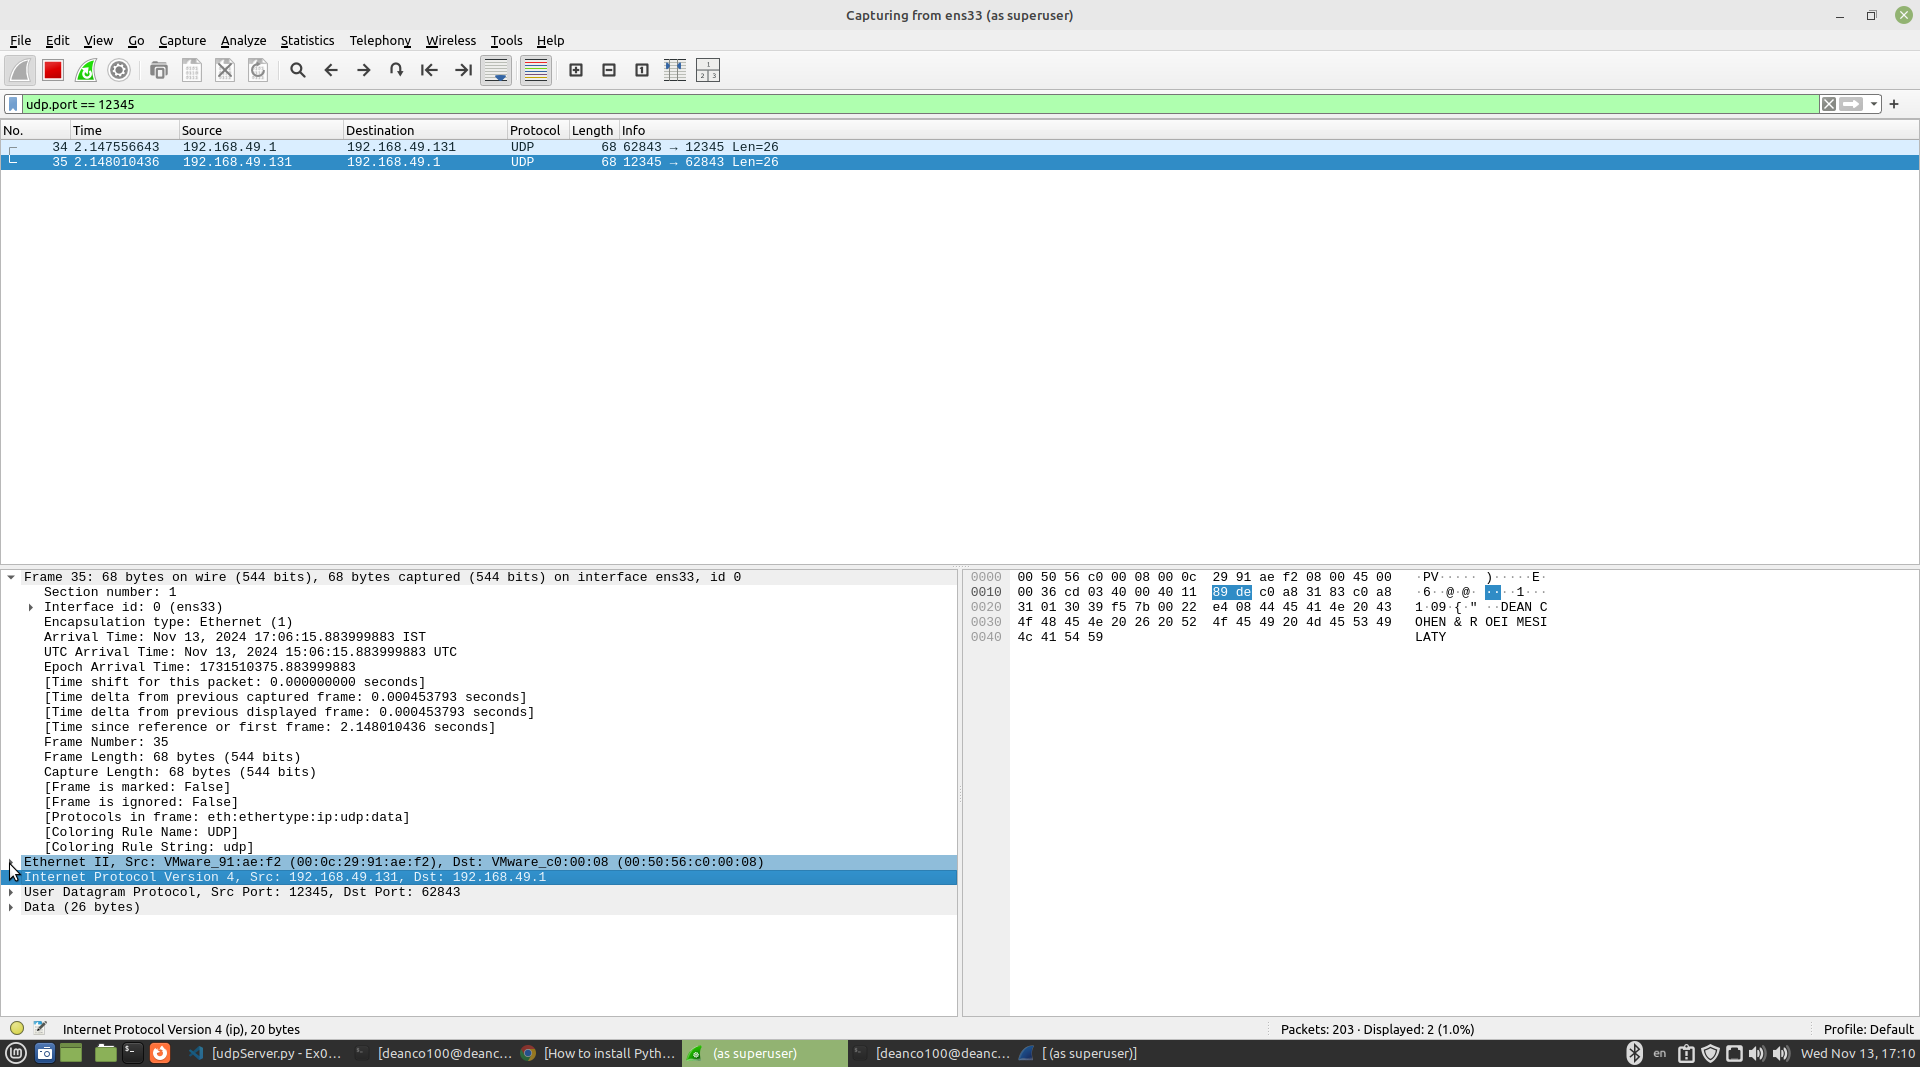 Capturing from ens33 (as superuser)
File Edit View Go Capture Analyze Statistics Telephony Wireless Tools Help
udp.port == 12345
No. Time Source Destination Protocol Length Info
34 2.147556643 192.168.49.1 192.168.49.131 UDP 68 62843 → 12345 Len=26
35 2.148010436 192.168.49.131 192.168.49.1 UDP 68 12345 → 62843 Len=26
Frame 35: 68 bytes on wire (544 bits), 68 bytes captured (544 bits) on interface ens33, id 0
Section number: 1
Interface id: 0 (ens33)
Encapsulation type: Ethernet (1)
Arrival Time: Nov 13, 2024 17:06:15.883999883 IST
UTC Arrival Time: Nov 13, 2024 15:06:15.883999883 UTC
Epoch Arrival Time: 1731510375.883999883
[Time shift for this packet: 0.000000000 seconds]
[Time delta from previous captured frame: 0.000453793 seconds]
[Time delta from previous displayed frame: 0.000453793 seconds]
[Time since reference or first frame: 2.148010436 seconds]
Frame Number: 35
Frame Length: 68 bytes (544 bits)
Capture Length: 68 bytes (544 bits)
[Frame is marked: False]
[Frame is ignored: False]
[Protocols in frame: eth:ethertype:ip:udp:data]
[Coloring Rule Name: UDP]
[Coloring Rule String: udp]
Ethernet II, Src: VMware_91:ae:f2 (00:0c:29:91:ae:f2), Dst: VMware_c0:00:08 (00:50:56:c0:00:08)
Internet Protocol Version 4, Src: 192.168.49.131, Dst: 192.168.49.1
User Datagram Protocol, Src Port: 12345, Dst Port: 62843
Data (26 bytes)
0000 00 50 56 c0 00 08 00 0c 29 91 ae f2 08 00 45 00 ·PV····· )·····E·
0010 00 36 cd 03 40 00 40 11 89 de c0 a8 31 83 c0 a8 ·6··@·@· ····1···
0020 31 01 30 39 f5 7b 00 22 e4 08 44 45 41 4e 20 43 1·09·{·" ··DEAN C
0030 4f 48 45 4e 20 26 20 52 4f 45 49 20 4d 45 53 49 OHEN & R OEI MESI
0040 4c 41 54 59 LATY
Internet Protocol Version 4 (ip), 20 bytes Packets: 203 · Displayed: 2 (1.0%) Profile: Default
[udpServer.py - Ex0... [deanco100@deanc... [How to install Pyth... (as superuser) [deanco100@deanc... [ (as superuser)] en Wed Nov 13, 17:10